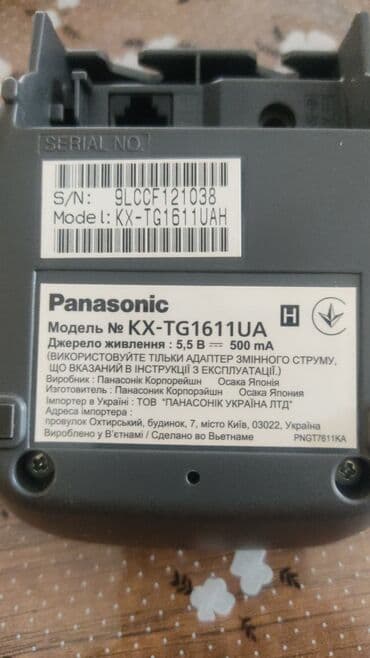 SERIAL NO.
S/N: 9LCCF121038
Model: KX-TG1611UAH
Panasonic
H
Модель № KX-TG1611UA
Джерело живлення : 5,5 В ⎓ 500 mA
(ВИКОРИСТОВУЙТЕ ТІЛЬКИ АДАПТЕР ЗМІННОГО СТРУМУ,
ЩО ВКАЗАНИЙ В ІНСТРУКЦІЇ З ЕКСПЛУАТАЦІЇ.)
Виробник : Панасонік Корпорейшн Осака Японія
Изготовитель : Панасоник Корпорэйшн Осака Япония
Імпортер в Україні : ТОВ "ПАНАСОНІК УКРАЇНА ЛТД"
Адреса імпортера :
провулок Охтирський, будинок, 7, місто Київ, 03022, Україна
Вироблено у В'єтнамі / Сделано во Вьетнаме
PNGT7611KA